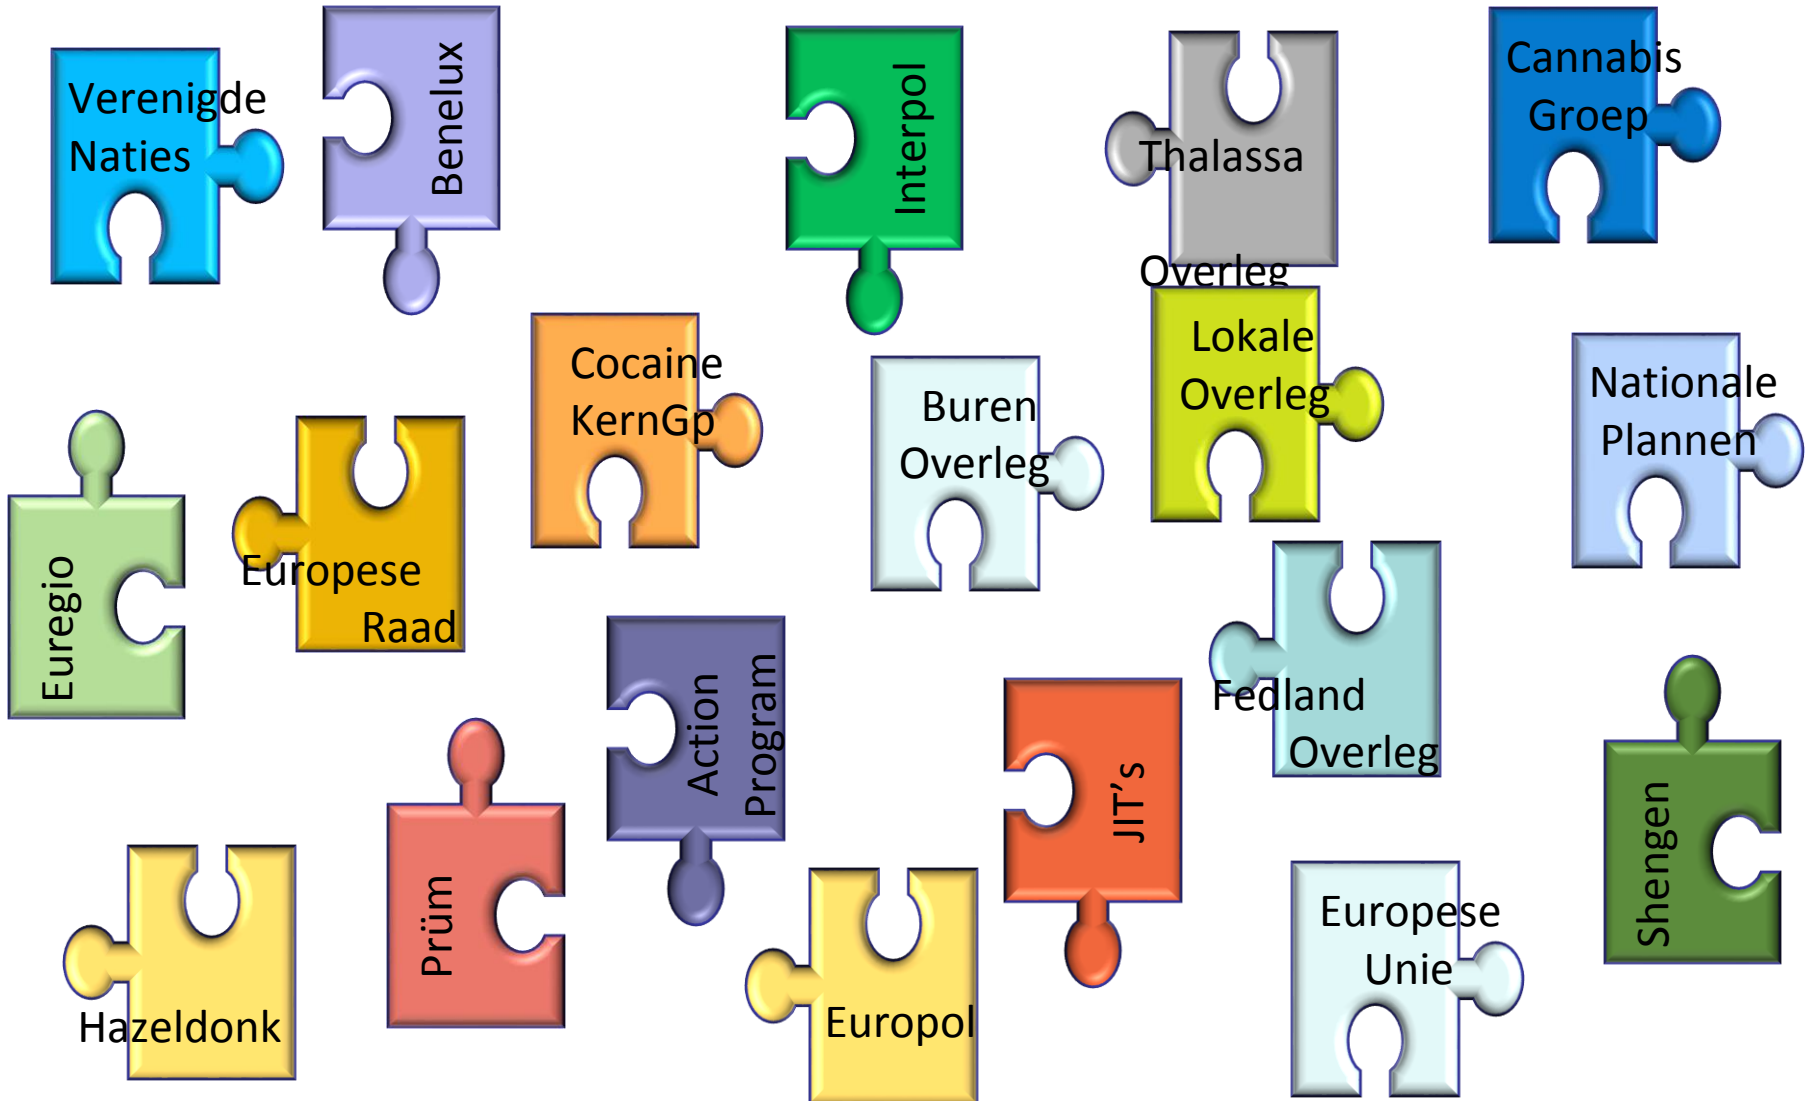 Verenigde
Naties
Benelux
Interpol
Thalassa
Overleg
Cannabis
Groep
Cocaine
KernGp
Buren
Overleg
Lokale
Overleg
Nationale
Plannen
Euregio
Europese
Raad
Action
Program
JIT's
Fedland
Overleg
Shengen
Hazeldonk
Prüm
Europol
Europese
Unie